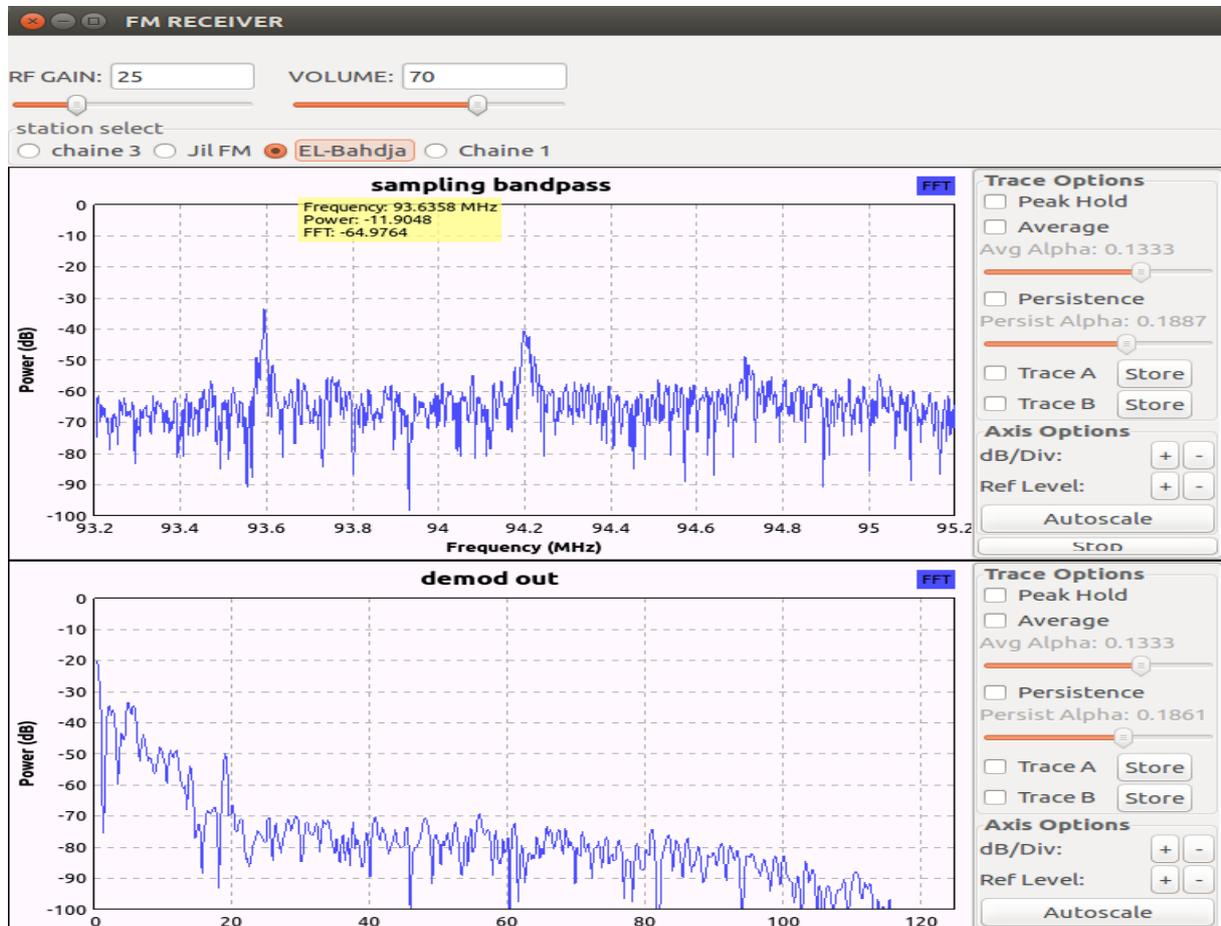 FM RECEIVER
RF GAIN: 25 VOLUME: 70
station select
chaine 3 Jil FM EL-Bahdja Chaine 1
sampling bandpass
FFT
Frequency: 93.6358 MHz
Power: -11.9048
FFT: -64.9764
0
-10
-20
-30
-40
-50
-60
-70
-80
-90
-100
Power (dB)
93.2 93.4 93.6 93.8 94 94.2 94.4 94.6 94.8 95 95.2
Frequency (MHz)
Trace Options
Peak Hold
Average
Avg Alpha: 0.1333
Persistence
Persist Alpha: 0.1887
Trace A Store
Trace B Store
Axis Options
dB/Div: + -
Ref Level: + -
Autoscale
Stop
demod out
FFT
0
-10
-20
-30
-40
-50
-60
-70
-80
-90
-100
Power (dB)
0 20 40 60 80 100 120
Trace Options
Peak Hold
Average
Avg Alpha: 0.1333
Persistence
Persist Alpha: 0.1861
Trace A Store
Trace B Store
Axis Options
dB/Div: + -
Ref Level: + -
Autoscale